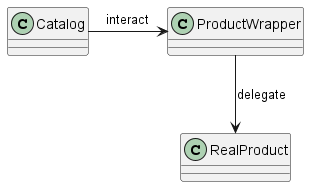 C Catalog
interact
C ProductWrapper
delegate
C RealProduct